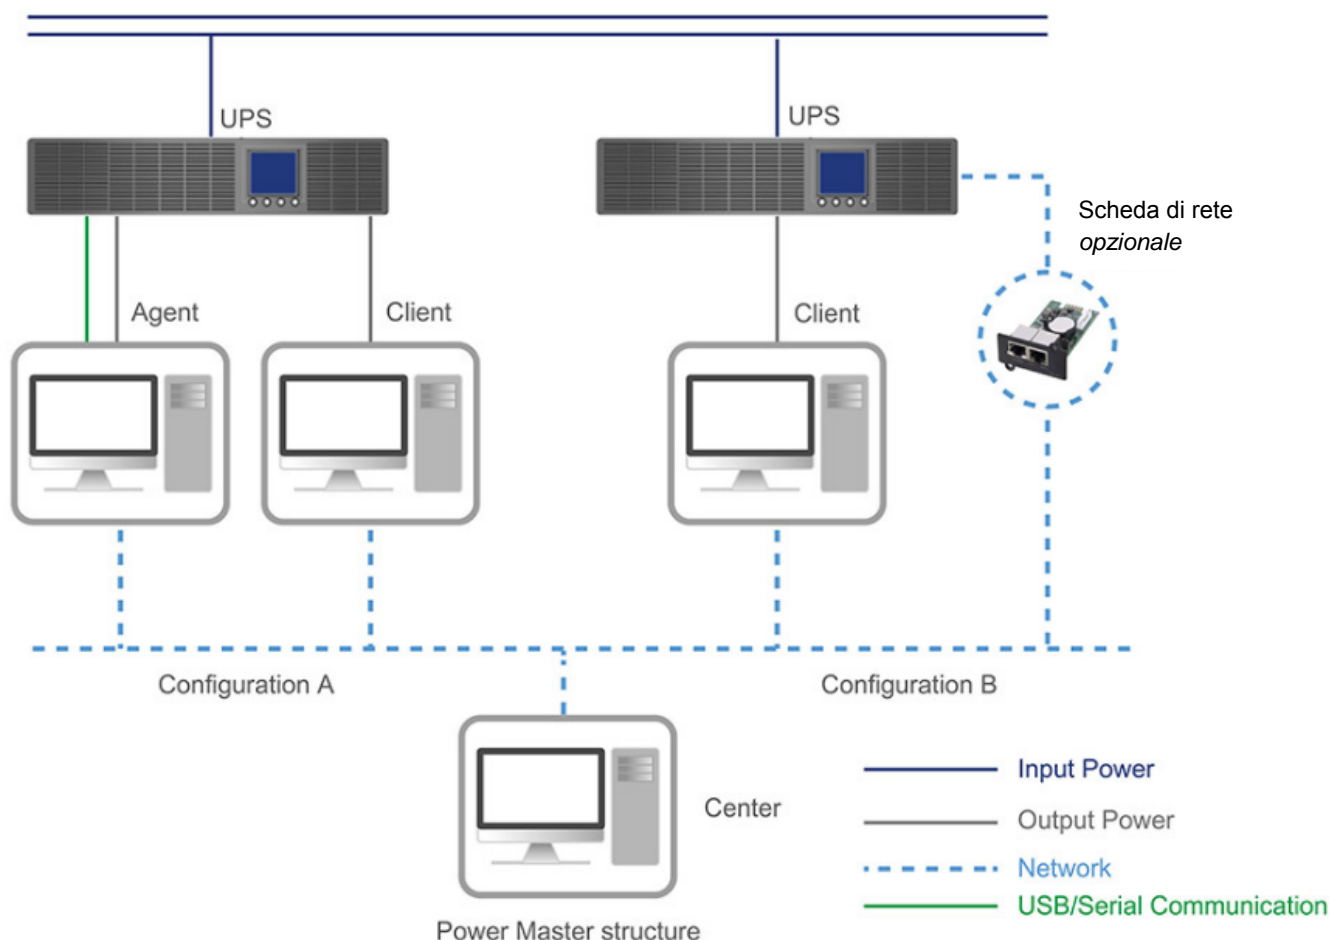 UPS
UPS
Scheda di rete
opzionale
Agent
Client
Client
Configuration A
Configuration B
Center
Input Power
Output Power
Network
USB/Serial Communication
Power Master structure